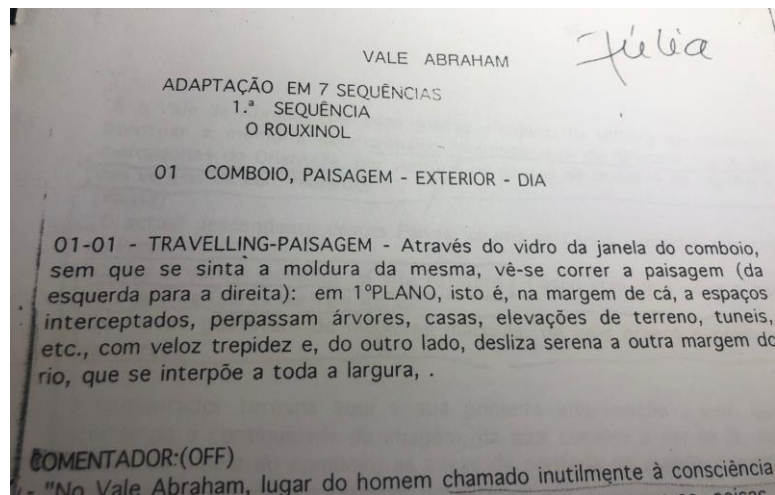 VALE ABRAHAM
Júlia
ADAPTAÇÃO EM 7 SEQUÊNCIAS
1.ª SEQUÊNCIA
O ROUXINOL
01 COMBOIO, PAISAGEM - EXTERIOR - DIA
01-01 - TRAVELLING-PAISAGEM - Através do vidro da janela do comboio,
sem que se sinta a moldura da mesma, vê-se correr a paisagem (da
esquerda para a direita): em 1ºPLANO, isto é, na margem de cá, a espaços
interceptados, perpassam árvores, casas, elevações de terreno, tuneis,
etc., com veloz trepidez e, do outro lado, desliza serena a outra margem do
rio, que se interpõe a toda a largura, .
COMENTADOR:(OFF)
- "No Vale Abraham, lugar do homem chamado inutilmente à consciência